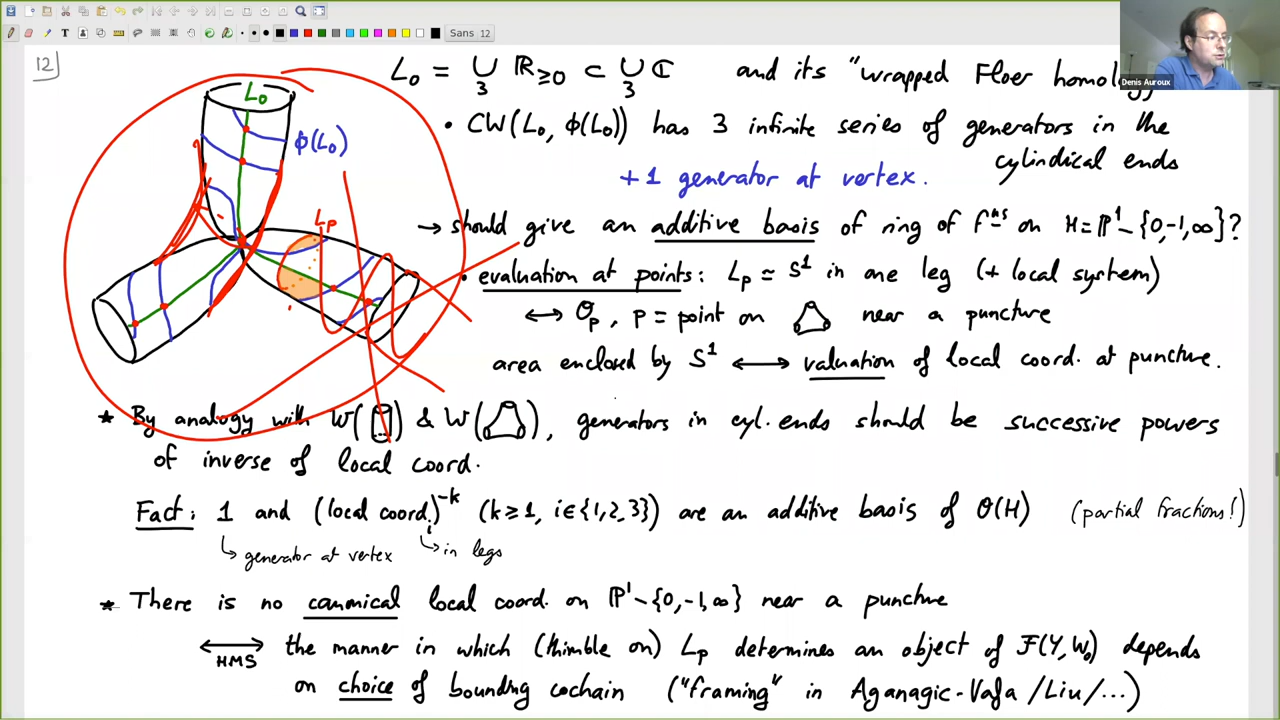 Sans 12
12
Denis Auroux
L₀ = ∪₃ ℝ≥0 ⊂ ∪₃ ℂ and its "wrapped Floer homology
• CW(L₀, φ(L₀)) has 3 infinite series of generators in the
cylindical ends
+1 generator at vertex.
L₀
φ(L₀)
L_p
→ should give an additive basis of ring of fⁿˢ on H = ℙ¹ − {0,-1,∞}?
• evaluation at points: L_p ≃ S¹ in one leg (+ local system)
↔ O_p, p = point on near a puncture
area enclosed by S¹ ↔ valuation of local coord. at puncture.
* By analogy with W( ) & W( ), generators in cyl. ends should be successive powers
of inverse of local coord.
Fact: 1 and (local coord.ᵢ)⁻ᵏ (k≥1, i∈{1,2,3}) are an additive basis of O(H) (partial fractions!)
↳ generator at vertex ↳ in legs
* There is no canonical local coord. on ℙ¹ − {0,-1,∞} near a puncture
↔ HMS the manner in which (thimble on) L_p determines an object of F(Y,W₀) depends
on choice of bounding cochain ("framing" in Aganagic-Vafa /Liu/...)